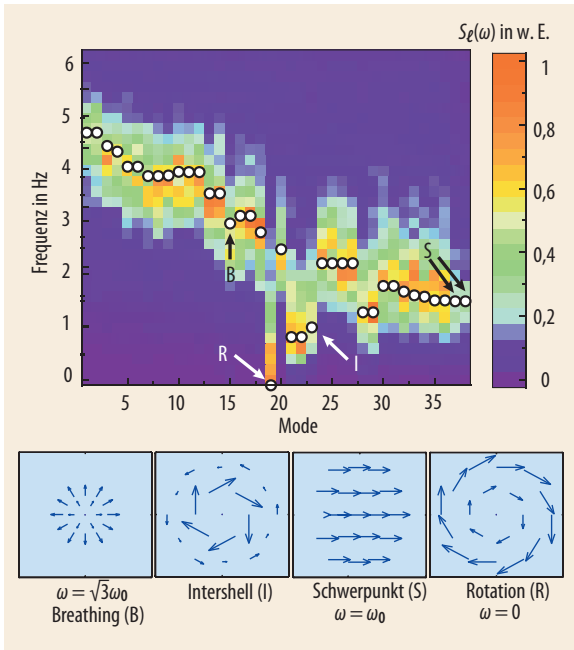 Sℓ(ω) in w. E.
Frequenz in Hz
6
5
4
3
2
1
0
B
R
I
S
5 10 15 20 25 30 35
Mode
1
0,8
0,6
0,4
0,2
0
ω = √3ω₀
Breathing (B)
Intershell (I)
Schwerpunkt (S)
ω = ω₀
Rotation (R)
ω = 0